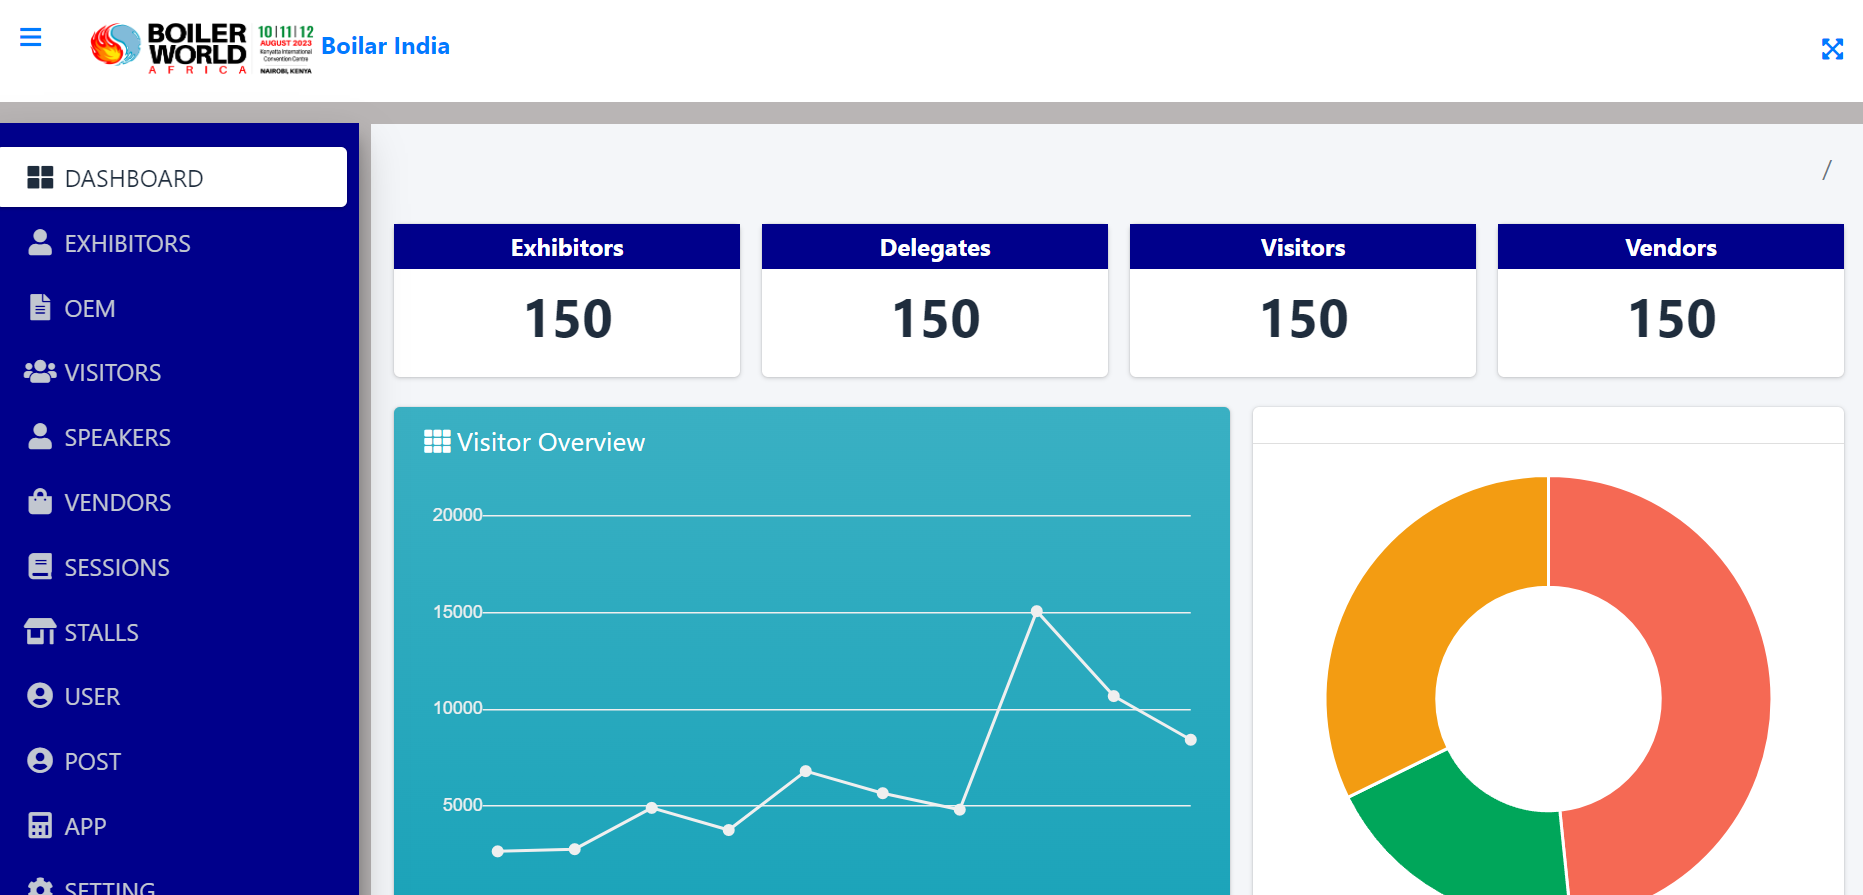 BOILER
WORLD
AFRICA
10|11|12
AUGUST 2023
Kenyatta International
Convention Centre
NAIROBI, KENYA
Boilar India
DASHBOARD
EXHIBITORS
OEM
VISITORS
SPEAKERS
VENDORS
SESSIONS
STALLS
USER
POST
APP
SETTING
/
Exhibitors
150
Delegates
150
Visitors
150
Vendors
150
Visitor Overview
20000
15000
10000
5000